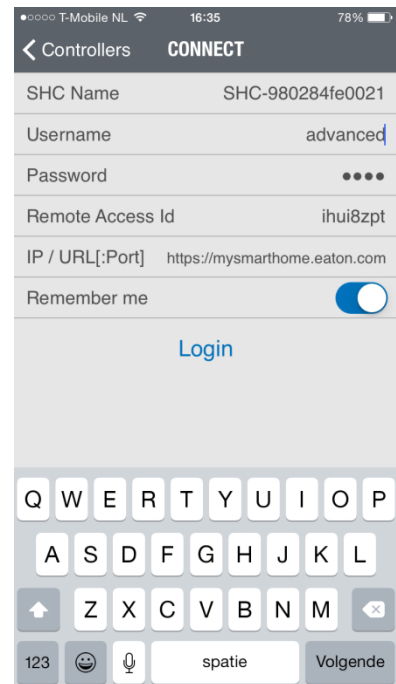 T-Mobile NL 16:35 78%
Controllers CONNECT
SHC Name SHC-980284fe0021
Username advanced
Password ●●●●
Remote Access Id ihui8zpt
IP / URL[:Port] https://mysmarthome.eaton.com
Remember me
Login
Q W E R T Y U I O P
A S D F G H J K L
Z X C V B N M
123 spatie Volgende